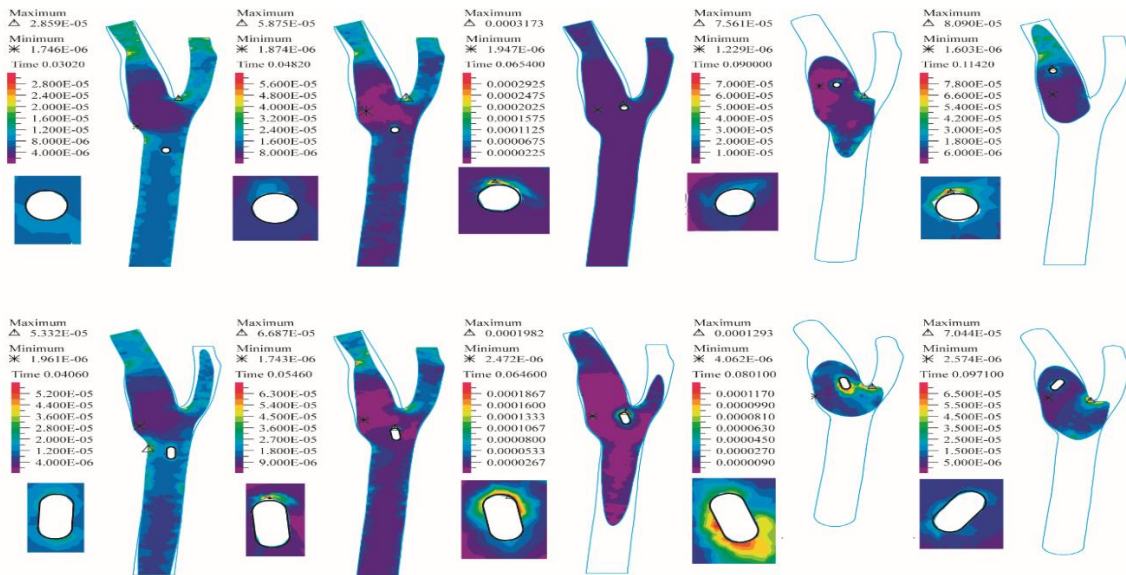 Maximum
△ 2.859E-05
Minimum
✳ 1.746E-06
Time 0.03020
2.800E-05
2.400E-05
2.000E-05
1.600E-05
1.200E-05
8.000E-06
4.000E-06
Maximum
△ 5.875E-05
Minimum
✳ 1.874E-06
Time 0.04820
5.600E-05
4.800E-05
4.000E-05
3.200E-05
2.400E-05
1.600E-05
8.000E-06
Maximum
△ 0.0003173
Minimum
✳ 1.947E-06
Time 0.065400
0.0002925
0.0002475
0.0002025
0.0001575
0.0001125
0.0000675
0.0000225
Maximum
△ 7.561E-05
Minimum
✳ 1.229E-06
Time 0.090000
7.000E-05
6.000E-05
5.000E-05
4.000E-05
3.000E-05
2.000E-05
1.000E-05
Maximum
△ 8.090E-05
Minimum
✳ 1.603E-06
Time 0.11420
7.800E-05
6.600E-05
5.400E-05
4.200E-05
3.000E-05
1.800E-05
6.000E-06
Maximum
△ 5.332E-05
Minimum
✳ 1.961E-06
Time 0.04060
5.200E-05
4.400E-05
3.600E-05
2.800E-05
2.000E-05
1.200E-05
4.000E-06
Maximum
△ 6.687E-05
Minimum
✳ 1.743E-06
Time 0.05460
6.300E-05
5.400E-05
4.500E-05
3.600E-05
2.700E-05
1.800E-05
9.000E-06
Maximum
△ 0.0001982
Minimum
✳ 2.472E-06
Time 0.064600
0.0001867
0.0001600
0.0001333
0.0001067
0.0000800
0.0000533
0.0000267
Maximum
△ 0.0001293
Minimum
✳ 4.062E-06
Time 0.080100
0.0001170
0.0000990
0.0000810
0.0000630
0.0000450
0.0000270
0.0000090
Maximum
△ 7.044E-05
Minimum
✳ 2.574E-06
Time 0.097100
6.500E-05
5.500E-05
4.500E-05
3.500E-05
2.500E-05
1.500E-05
5.000E-06